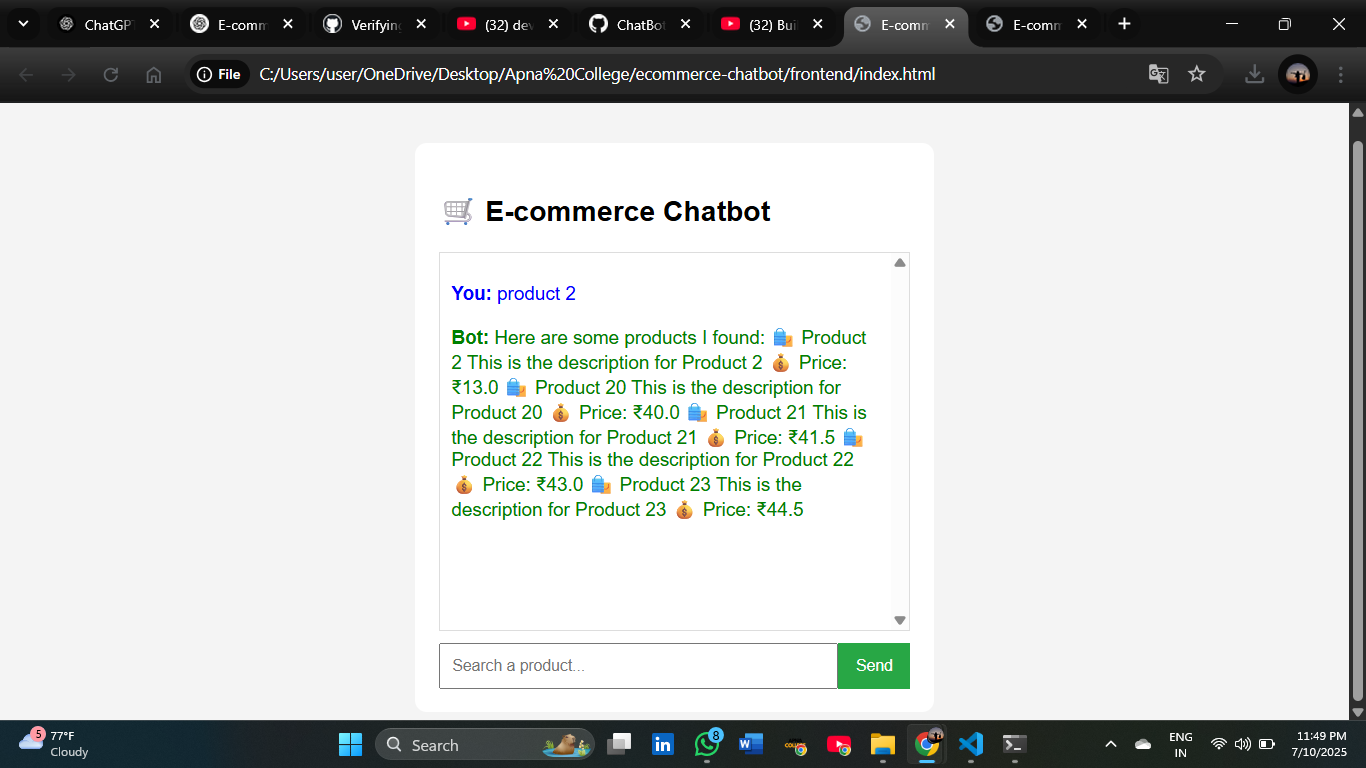 ChatGP
E-comm
Verifying
(32) dev
ChatBot
(32) Buil
E-comm
E-comm
File
C:/Users/user/OneDrive/Desktop/Apna%20College/ecommerce-chatbot/frontend/index.html
🛒 E-commerce Chatbot
You: product 2
Bot: Here are some products I found: 🛍️ Product
2 This is the description for Product 2 💰 Price:
₹13.0 🛍️ Product 20 This is the description for
Product 20 💰 Price: ₹40.0 🛍️ Product 21 This is
the description for Product 21 💰 Price: ₹41.5 🛍️
Product 22 This is the description for Product 22
💰 Price: ₹43.0 🛍️ Product 23 This is the
description for Product 23 💰 Price: ₹44.5
Search a product...
Send
5
77°F
Cloudy
Search
8
ENG
IN
11:49 PM
7/10/2025